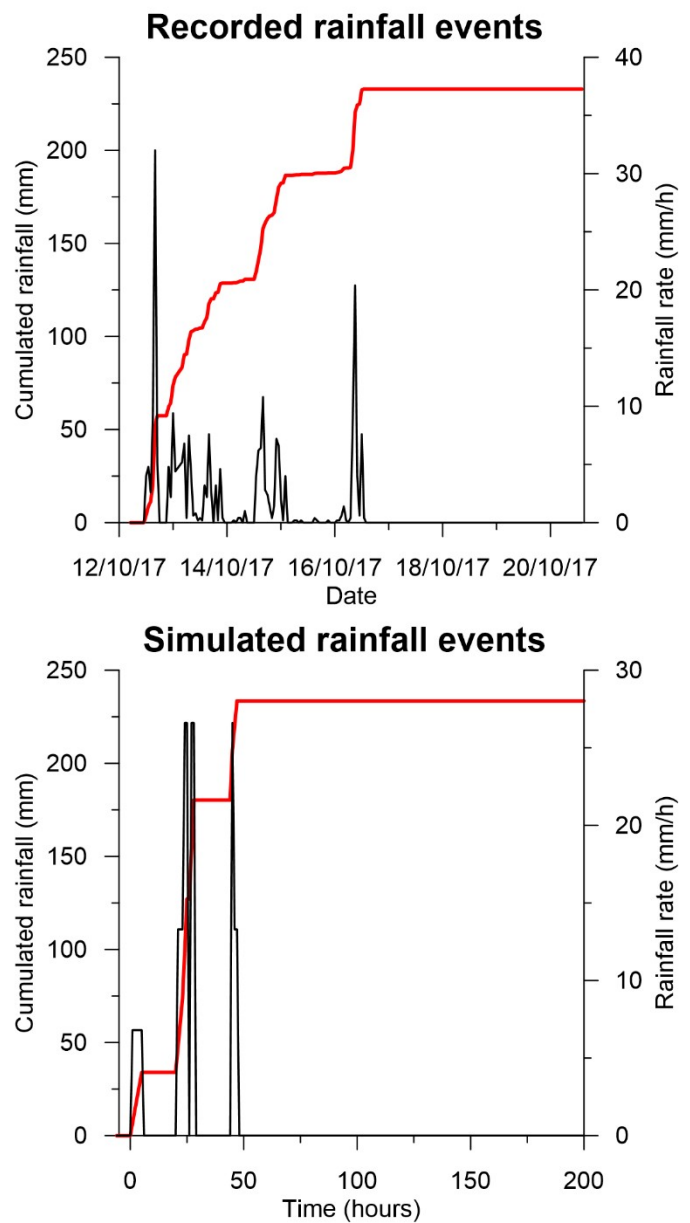 Recorded rainfall events
250
200
150
100
50
0
Cumulated rainfall (mm)
40
30
20
10
0
Rainfall rate (mm/h)
12/10/17 14/10/17 16/10/17 18/10/17 20/10/17
Date
Simulated rainfall events
250
200
150
100
50
0
Cumulated rainfall (mm)
30
20
10
0
Rainfall rate (mm/h)
0 50 100 150 200
Time (hours)